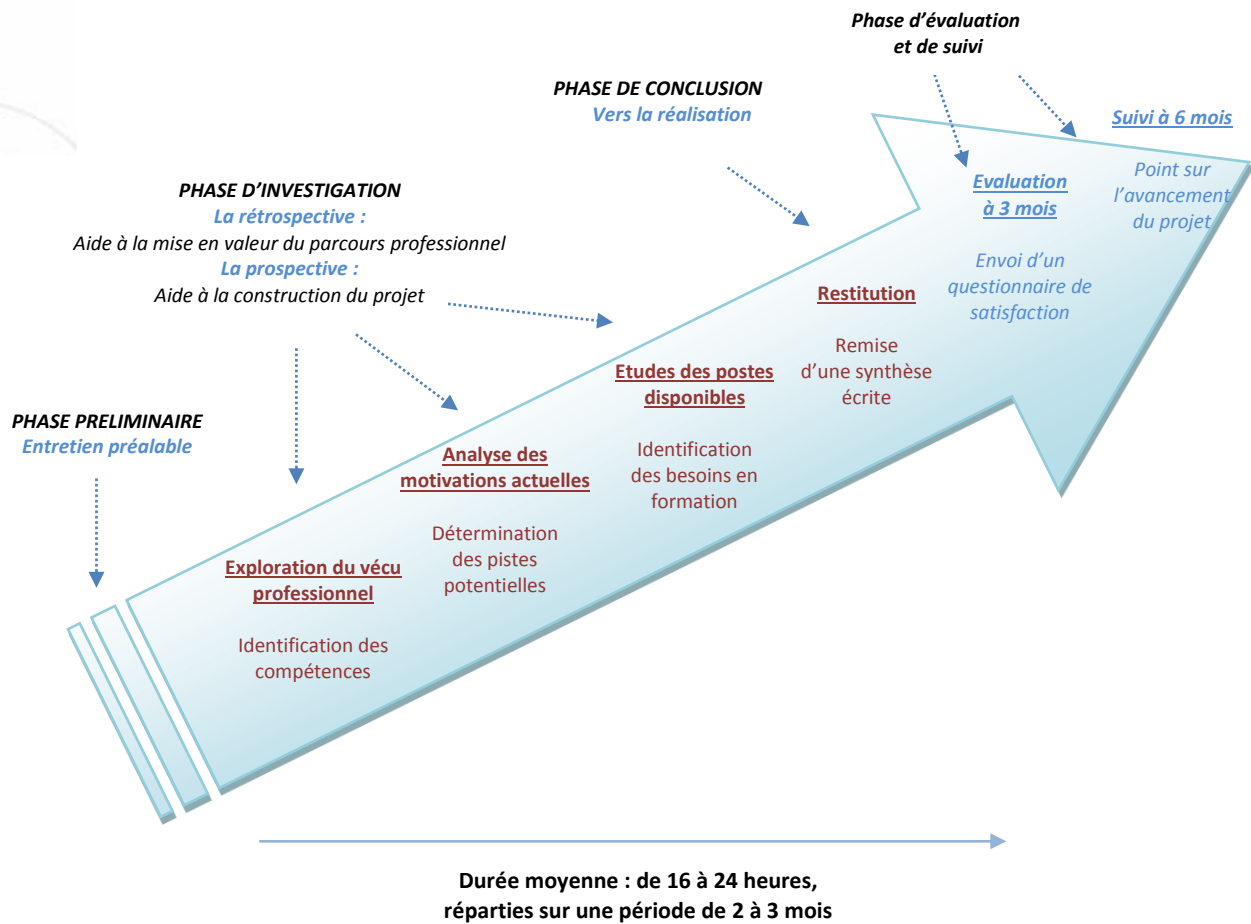 Phase d'évaluation
et de suivi
PHASE DE CONCLUSION
Vers la réalisation
Suivi à 6 mois
Point sur
l'avancement
du projet
Evaluation
à 3 mois
Envoi d'un
questionnaire de
satisfaction
PHASE D'INVESTIGATION
La rétrospective :
Aide à la mise en valeur du parcours professionnel
La prospective :
Aide à la construction du projet
Restitution
Remise
d'une synthèse
écrite
Etudes des postes
disponibles
Identification
des besoins en
formation
PHASE PRELIMINAIRE
Entretien préalable
Analyse des
motivations actuelles
Détermination
des pistes
potentielles
Exploration du vécu
professionnel
Identification des
compétences
Durée moyenne : de 16 à 24 heures,
réparties sur une période de 2 à 3 mois